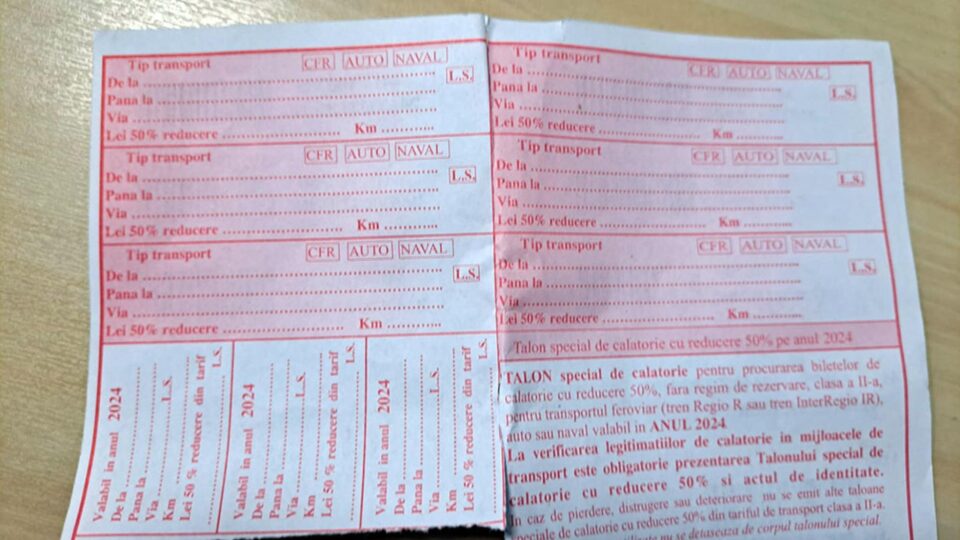 Tip transport CFR AUTO NAVAL
De la ........................................ L.S.
Pana la ........................................
Via ........................................
Lei 50% reducere ........................ Km ...........
Tip transport CFR AUTO NAVAL
De la ........................................ L.S.
Pana la ........................................
Via ........................................
Lei 50% reducere ........................ Km ...........
Tip transport CFR AUTO NAVAL
De la ........................................ L.S.
Pana la ........................................
Via ........................................
Lei 50% reducere ........................ Km ...........
Valabil in anul 2024
De la ....................
Pana la ....................
Via .................... L.S.
Km ....................
Lei 50 % reducere din tarif
.................... L.S.
Valabil in anul 2024
De la ....................
Pana la ....................
Via .................... L.S.
Km ....................
Lei 50 % reducere din tarif
.................... L.S.
Valabil in anul 2024
De la ....................
Pana la ....................
Via .................... L.S.
Km ....................
Lei 50 % reducere din tarif
.................... L.S.
Tip transport CFR AUTO NAVAL
De la ........................................ L.S.
Pana la ........................................
Via ........................................
Lei 50% reducere ........................ Km ...........
Tip transport CFR AUTO NAVAL
De la ........................................ L.S.
Pana la ........................................
Via ........................................
Lei 50% reducere ........................ Km ...........
Tip transport CFR AUTO NAVAL
De la ........................................ L.S.
Pana la ........................................
Via ........................................
Lei 50% reducere ........................ Km ...........
Talon special de calatorie cu reducere 50% pe anul 2024
TALON special de calatorie pentru procurarea biletelor de
calatorie cu reducere 50%, fara regim de rezervare, clasa a II-a,
pentru transportul feroviar (tren Regio R sau tren InterRegio IR),
auto sau naval valabil in ANUL 2024
La verificarea legitimatiilor de calatorie in mijloacele de
transport este obligatorie prezentarea Talonului special de
calatorie cu reducere 50% si actul de identitate.
In caz de pierdere, distrugere sau deteriorare nu se emit alte taloane
speciale de calatorie cu reducere 50% din tariful de transport clasa a II-a.
nu se detaseaza de corpul talonului special.